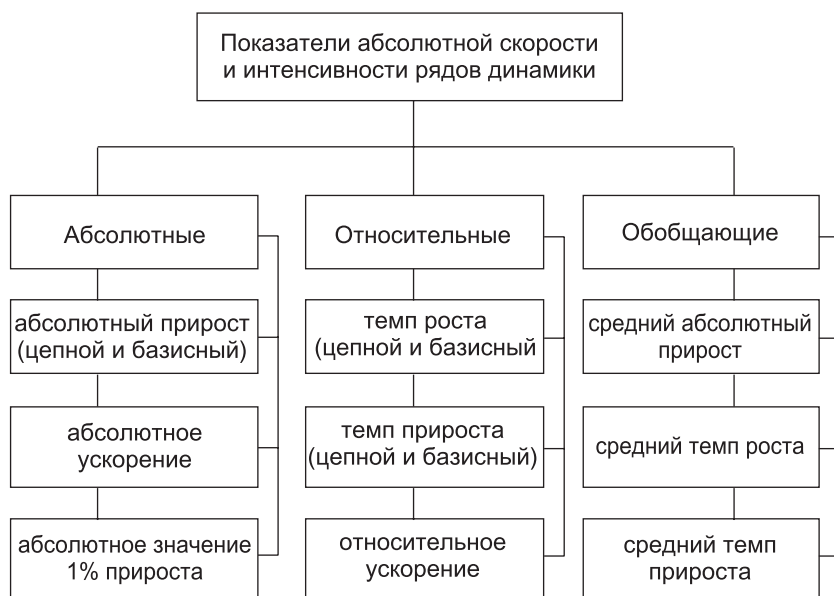 Показатели абсолютной скорости
и интенсивности рядов динамики
Абсолютные
Относительные
Обобщающие
абсолютный прирост
(цепной и базисный)
темп роста
(цепной и базисный
средний абсолютный
прирост
абсолютное
ускорение
темп прироста
(цепной и базисный)
средний темп роста
абсолютное значение
1% прироста
относительное
ускорение
средний темп
прироста